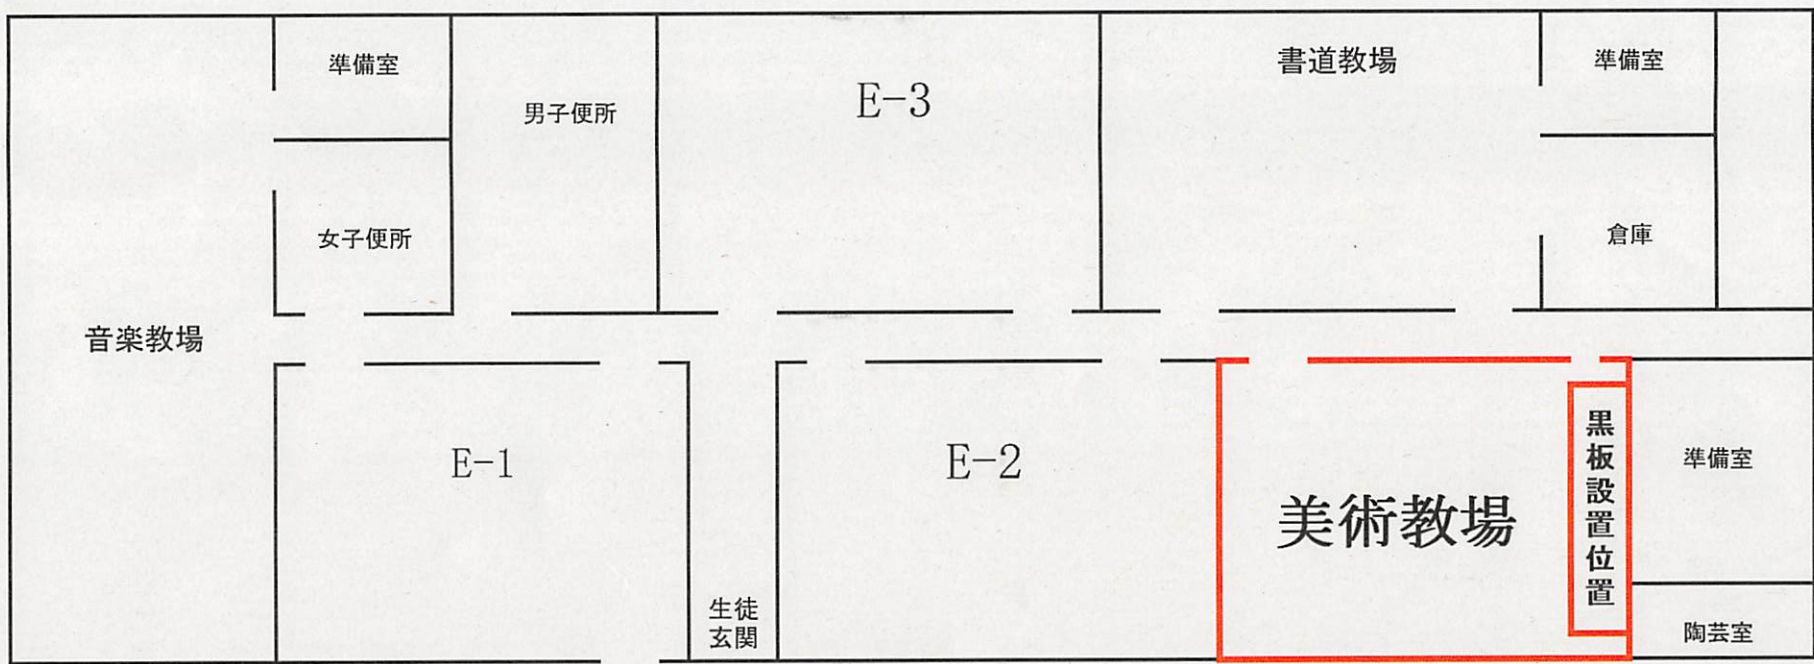 準備室
男子便所
E-3
書道教場
準備室
女子便所
倉庫
音楽教場
E-1
生徒
玄関
E-2
美術教場
黒板設置位置
準備室
陶芸室